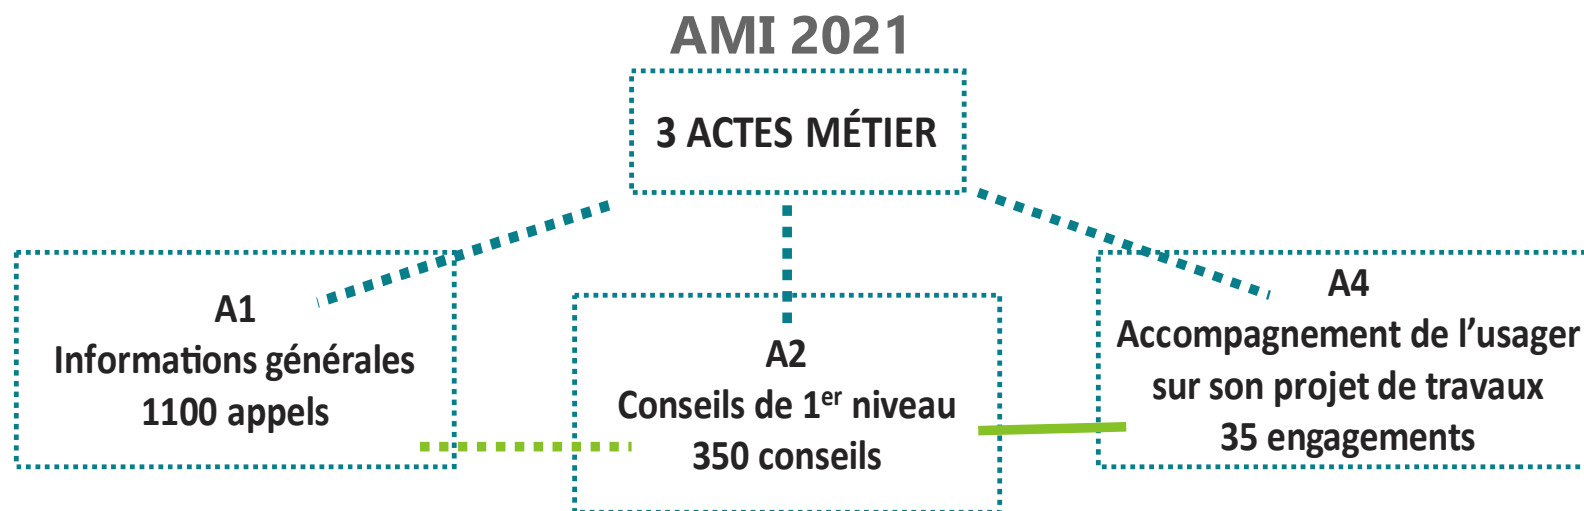 AMI 2021
3 ACTES MÉTIER
A1
Informations générales
1100 appels
A2
Conseils de 1er niveau
350 conseils
A4
Accompagnement de l’usager
sur son projet de travaux
35 engagements